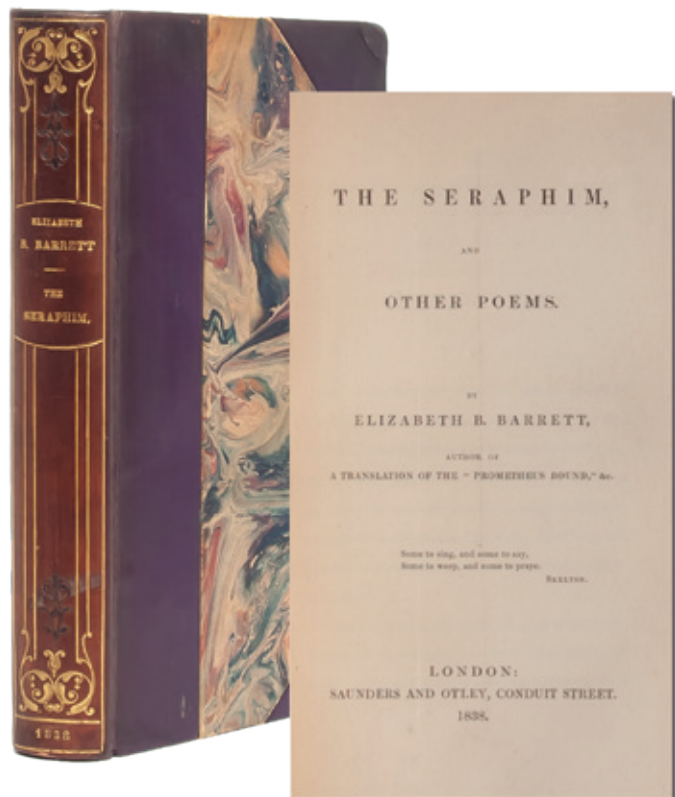 ELIZABETH
B. BARRETT
THE
SERAPHIM,
1838
THE SERAPHIM,
AND
OTHER POEMS.
BY
ELIZABETH B. BARRETT,
AUTHOR OF
A TRANSLATION OF THE "PROMETHEUS BOUND," &c.
Some to sing, and some to say,
Some to weep, and some to praye.
SKELTON.
LONDON:
SAUNDERS AND OTLEY, CONDUIT STREET.
1838.